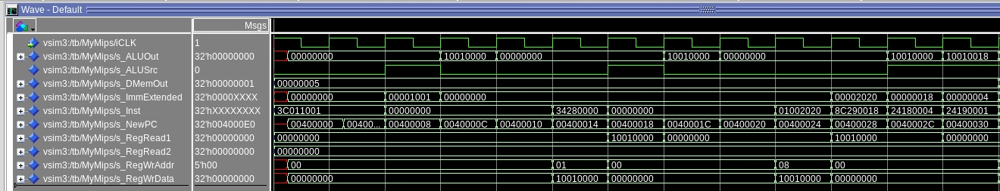 Wave - Default
Msgs
vsim3:/tb/MyMips/iCLK 1
vsim3:/tb/MyMips/s_ALUOut 32'h00000000 00000000 10010000 00000000 10010000 00000000 10010000 10010018
vsim3:/tb/MyMips/s_ALUSrc 0
vsim3:/tb/MyMips/s_DMemOut 32'h00000001 00000005
vsim3:/tb/MyMips/s_ImmExtended 32'h0000XXXX 00000000 00001001 00000000 00002020 00000018 00000004
vsim3:/tb/MyMips/s_Inst 32'hXXXXXXXX 3C011001 00000000 34280000 00000000 01002020 8C290018 24180004 24190001
vsim3:/tb/MyMips/s_NewPC 32'h004000E0 00400000 00400... 00400008 0040000C 00400010 00400014 00400018 0040001C 00400020 00400024 00400028 0040002C 00400030
vsim3:/tb/MyMips/s_RegRead1 32'h00000000 00000000 10010000 00000000 10010000 00000000
vsim3:/tb/MyMips/s_RegRead2 32'h00000000 00000000
vsim3:/tb/MyMips/s_RegWrAddr 5'h00 00 01 00 08 00
vsim3:/tb/MyMips/s_RegWrData 32'h00000000 00000000 10010000 00000000 10010000 00000000